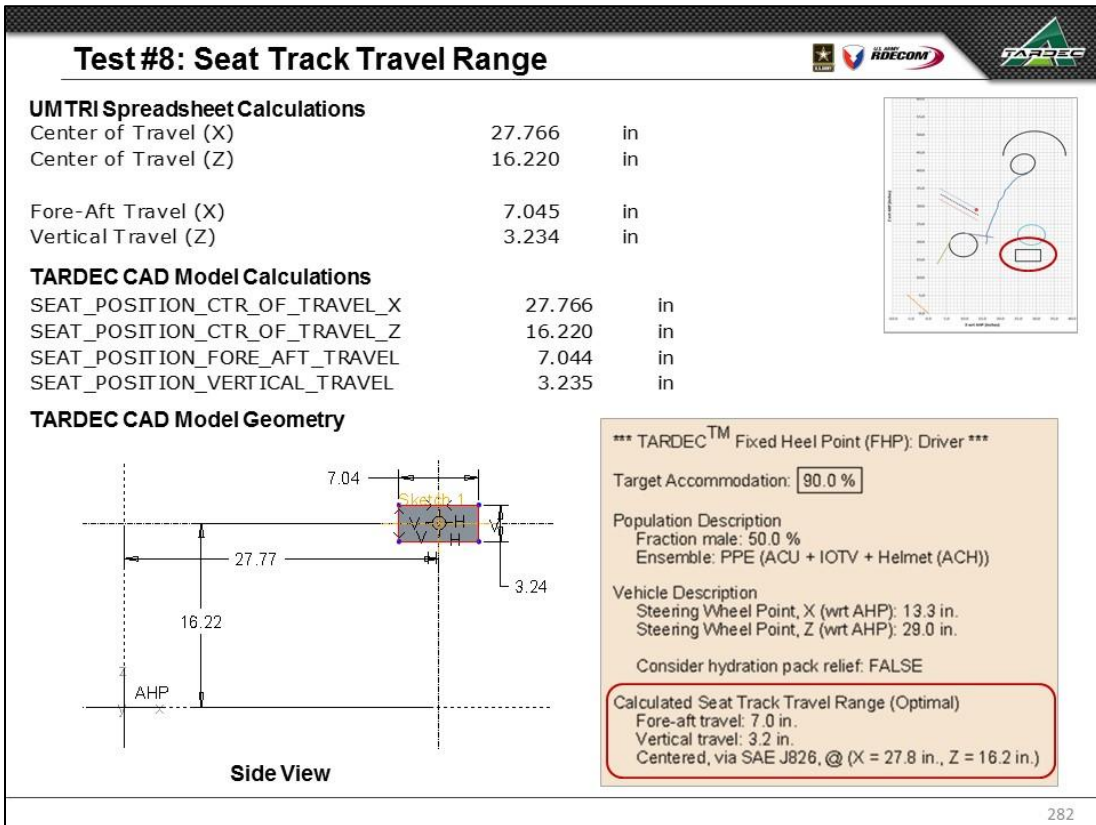 Test #8: Seat Track Travel Range
U.S. ARMY
U.S. ARMY
RDECOM
TARDEC
UMTRI Spreadsheet Calculations
Center of Travel (X) 27.766 in
Center of Travel (Z) 16.220 in
Fore-Aft Travel (X) 7.045 in
Vertical Travel (Z) 3.234 in
TARDEC CAD Model Calculations
SEAT_POSITION_CTR_OF_TRAVEL_X 27.766 in
SEAT_POSITION_CTR_OF_TRAVEL_Z 16.220 in
SEAT_POSITION_FORE_AFT_TRAVEL 7.044 in
SEAT_POSITION_VERTICAL_TRAVEL 3.235 in
TARDEC CAD Model Geometry
7.04
Sketch 1
V H V
V H
H
27.77
3.24
16.22
Z
AHP
Y X
Side View
*** TARDEC™ Fixed Heel Point (FHP): Driver ***
Target Accommodation: 90.0 %
Population Description
Fraction male: 50.0 %
Ensemble: PPE (ACU + IOTV + Helmet (ACH))
Vehicle Description
Steering Wheel Point, X (wrt AHP): 13.3 in.
Steering Wheel Point, Z (wrt AHP): 29.0 in.
Consider hydration pack relief: FALSE
Calculated Seat Track Travel Range (Optimal)
Fore-aft travel: 7.0 in.
Vertical travel: 3.2 in.
Centered, via SAE J826, @ (X = 27.8 in., Z = 16.2 in.)
282